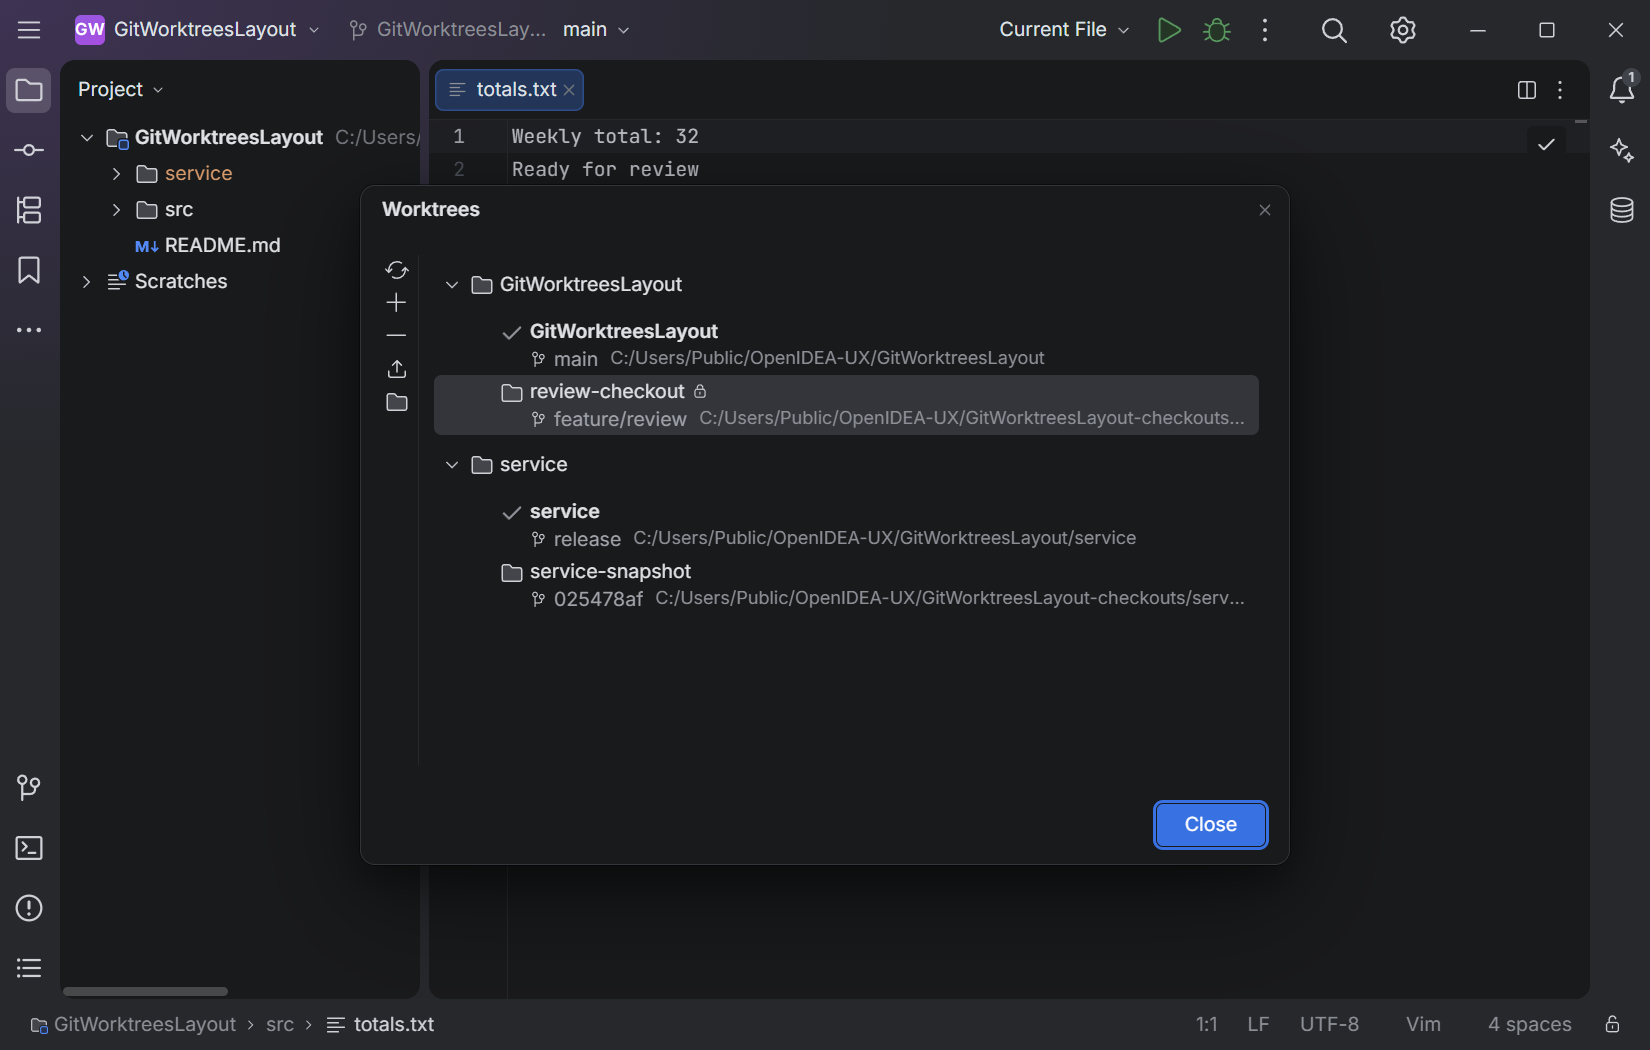 GW GitWorktreesLayout GitWorktreesLay... main Current File
Project
totals.txt
1
GitWorktreesLayout C:/Users/
service
src
M↓ README.md
Scratches
1 Weekly total: 32
2 Ready for review
Worktrees
GitWorktreesLayout
GitWorktreesLayout
main C:/Users/Public/OpenIDEA-UX/GitWorktreesLayout
review-checkout
feature/review C:/Users/Public/OpenIDEA-UX/GitWorktreesLayout-checkouts...
service
service
release C:/Users/Public/OpenIDEA-UX/GitWorktreesLayout/service
service-snapshot
025478af C:/Users/Public/OpenIDEA-UX/GitWorktreesLayout-checkouts/serv...
Close
GitWorktreesLayout › src › totals.txt 1:1 LF UTF-8 Vim 4 spaces